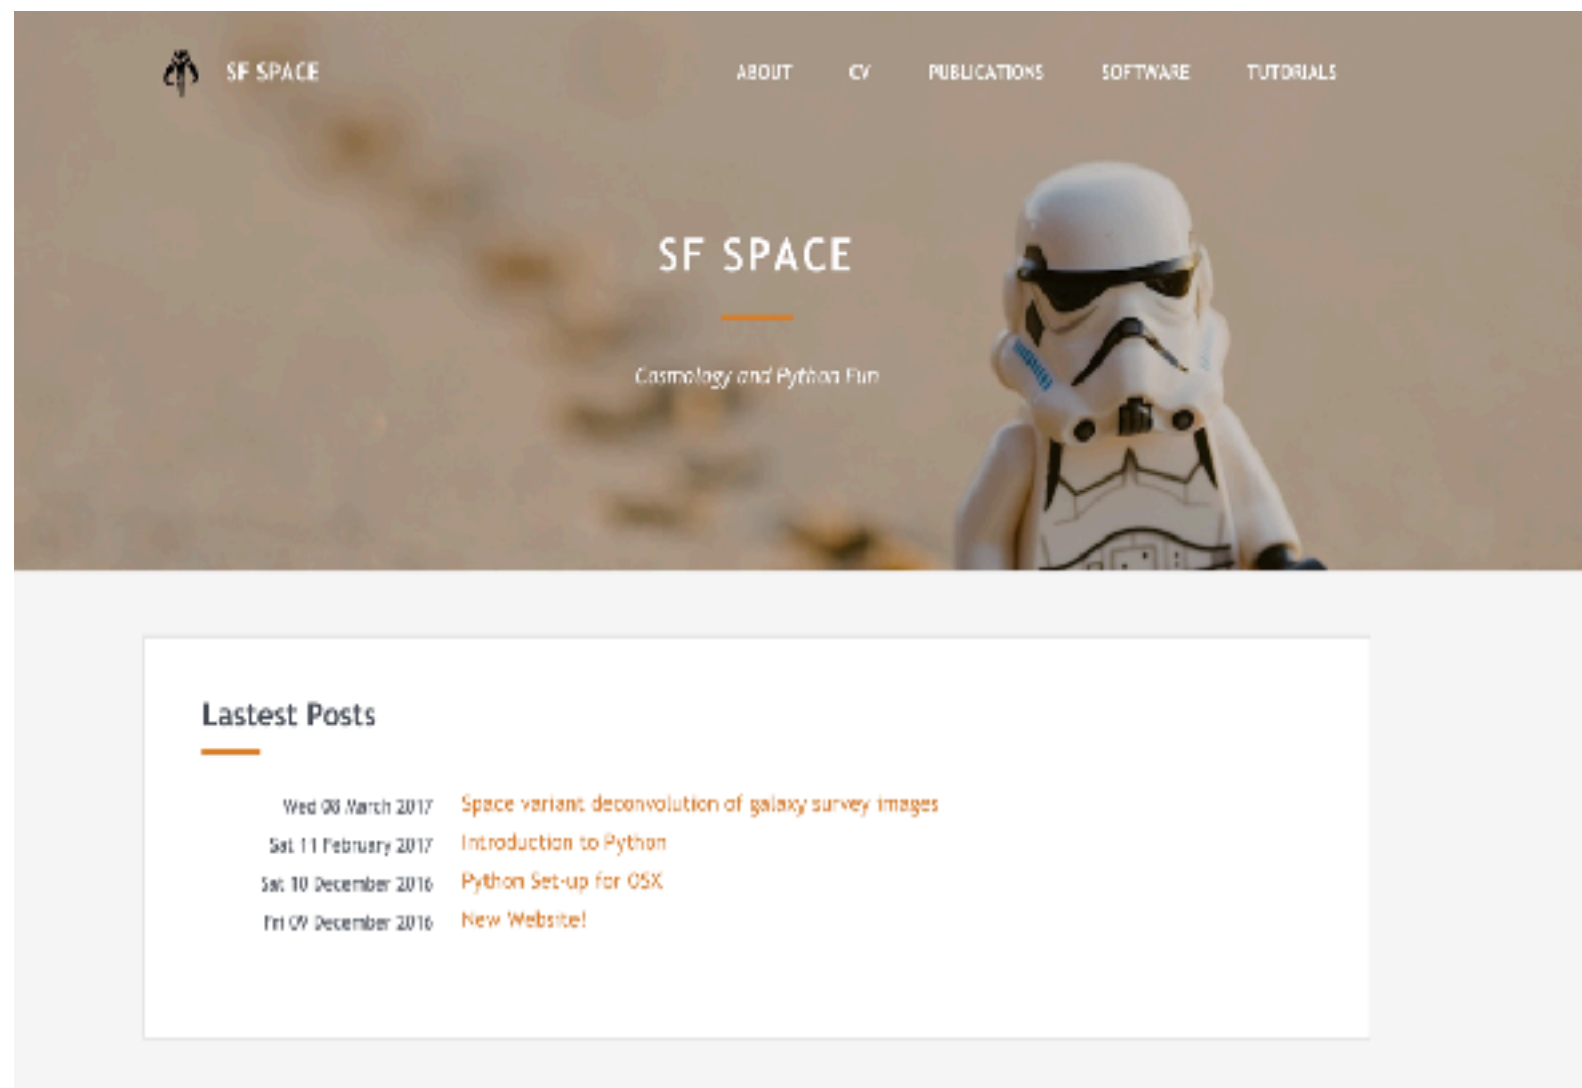 SF SPACE
ABOUT CV PUBLICATIONS SOFTWARE TUTORIALS
SF SPACE
Cosmology and Python Fun
Lastest Posts
Wed 08 March 2017 Space variant deconvolution of galaxy survey images
Sat 11 February 2017 Introduction to Python
Sat 10 December 2016 Python Set-up for OSX
Fri 09 December 2016 New Website!